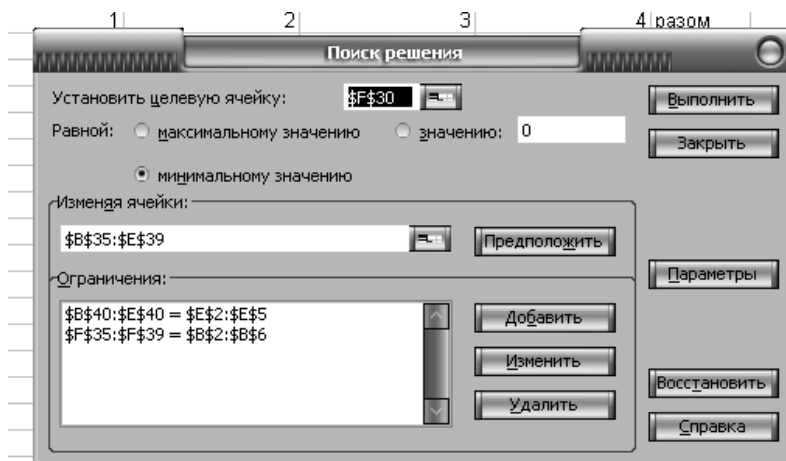 1 2 3 4 разом
Поиск решения
Установить целевую ячейку: $F$30
Выполнить
Равной: максимальному значению значению: 0
Закрыть
минимальному значению
Изменяя ячейки:
$B$35:$E$39 Предположить
Параметры
Ограничения:
$B$40:$E$40 = $E$2:$E$5
$F$35:$F$39 = $B$2:$B$6
Добавить
Изменить
Удалить
Восстановить
Справка